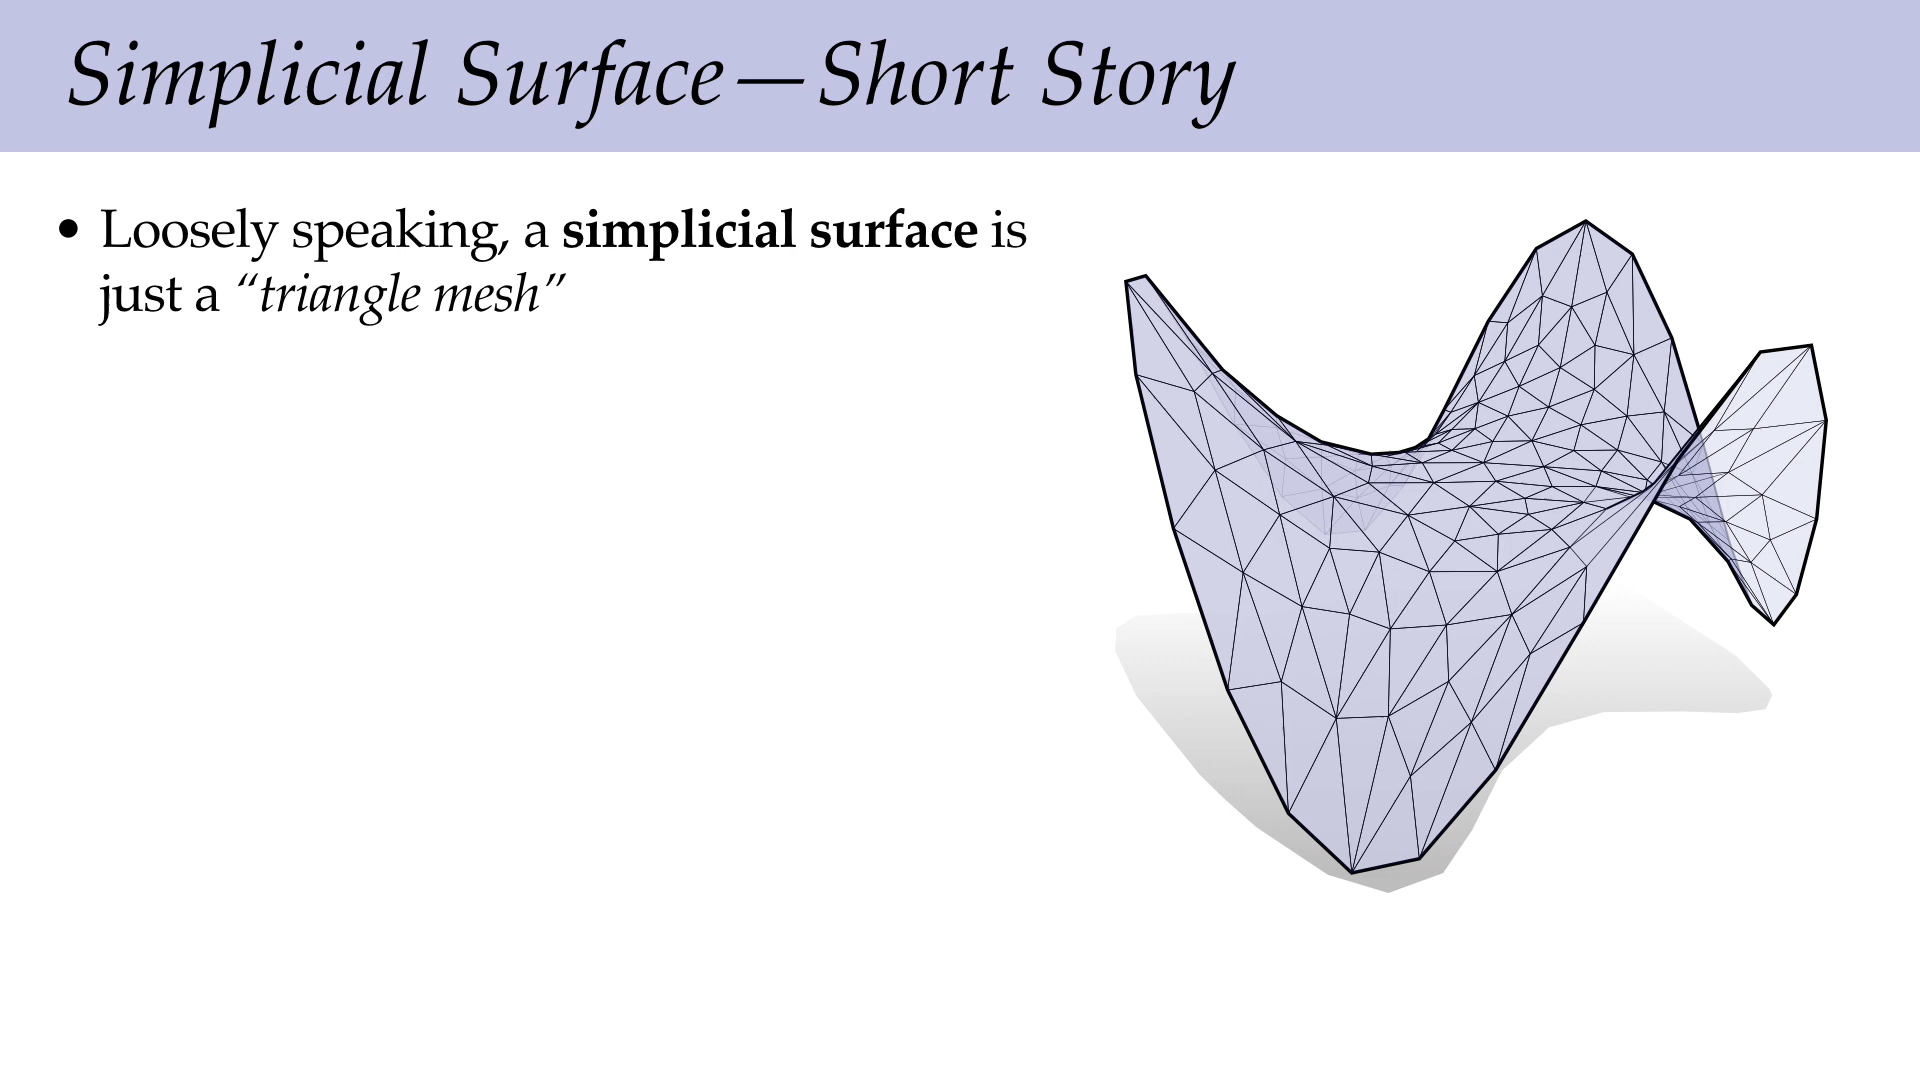 Simplicial Surface—Short Story
• Loosely speaking, a simplicial surface is
just a “triangle mesh”